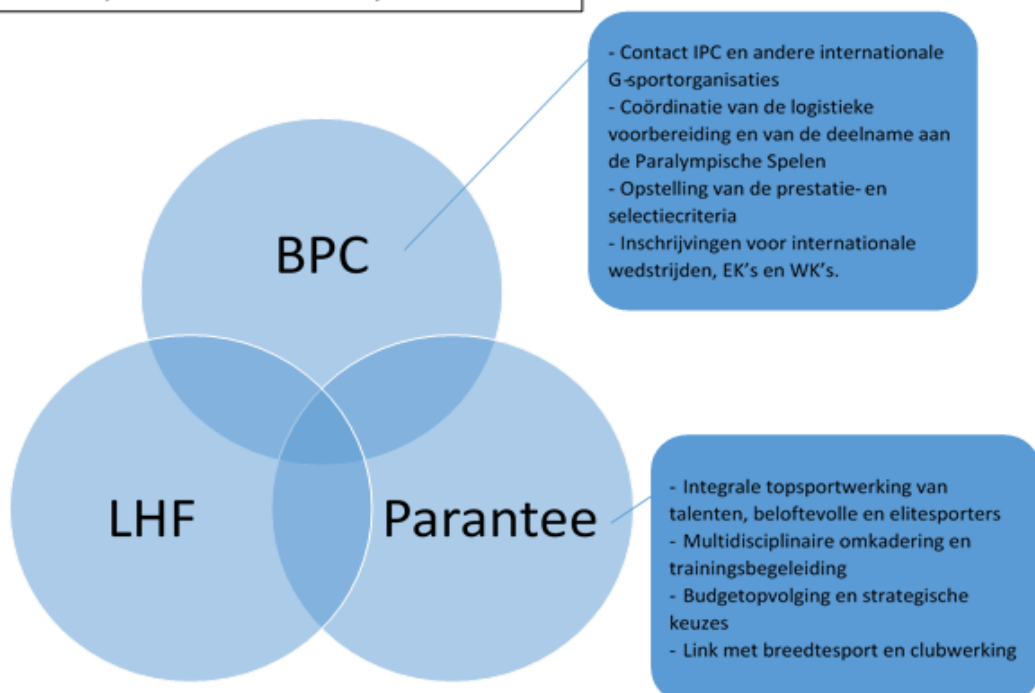 - Contact IPC en andere internationale
G-sportorganisaties
- Coördinatie van de logistieke
voorbereiding en van de deelname aan
de Paralympische Spelen
- Opstelling van de prestatie- en
selectiecriteria
- Inschrijvingen voor internationale
wedstrijden, EK's en WK's.
BPC
LHF
Parantee
- Integrale topsportwerking van
talenten, beloftevolle en elitesporters
- Multidisciplinaire omkadering en
trainingsbegeleiding
- Budgetopvolging en strategische
keuzes
- Link met breedtesport en clubwerking